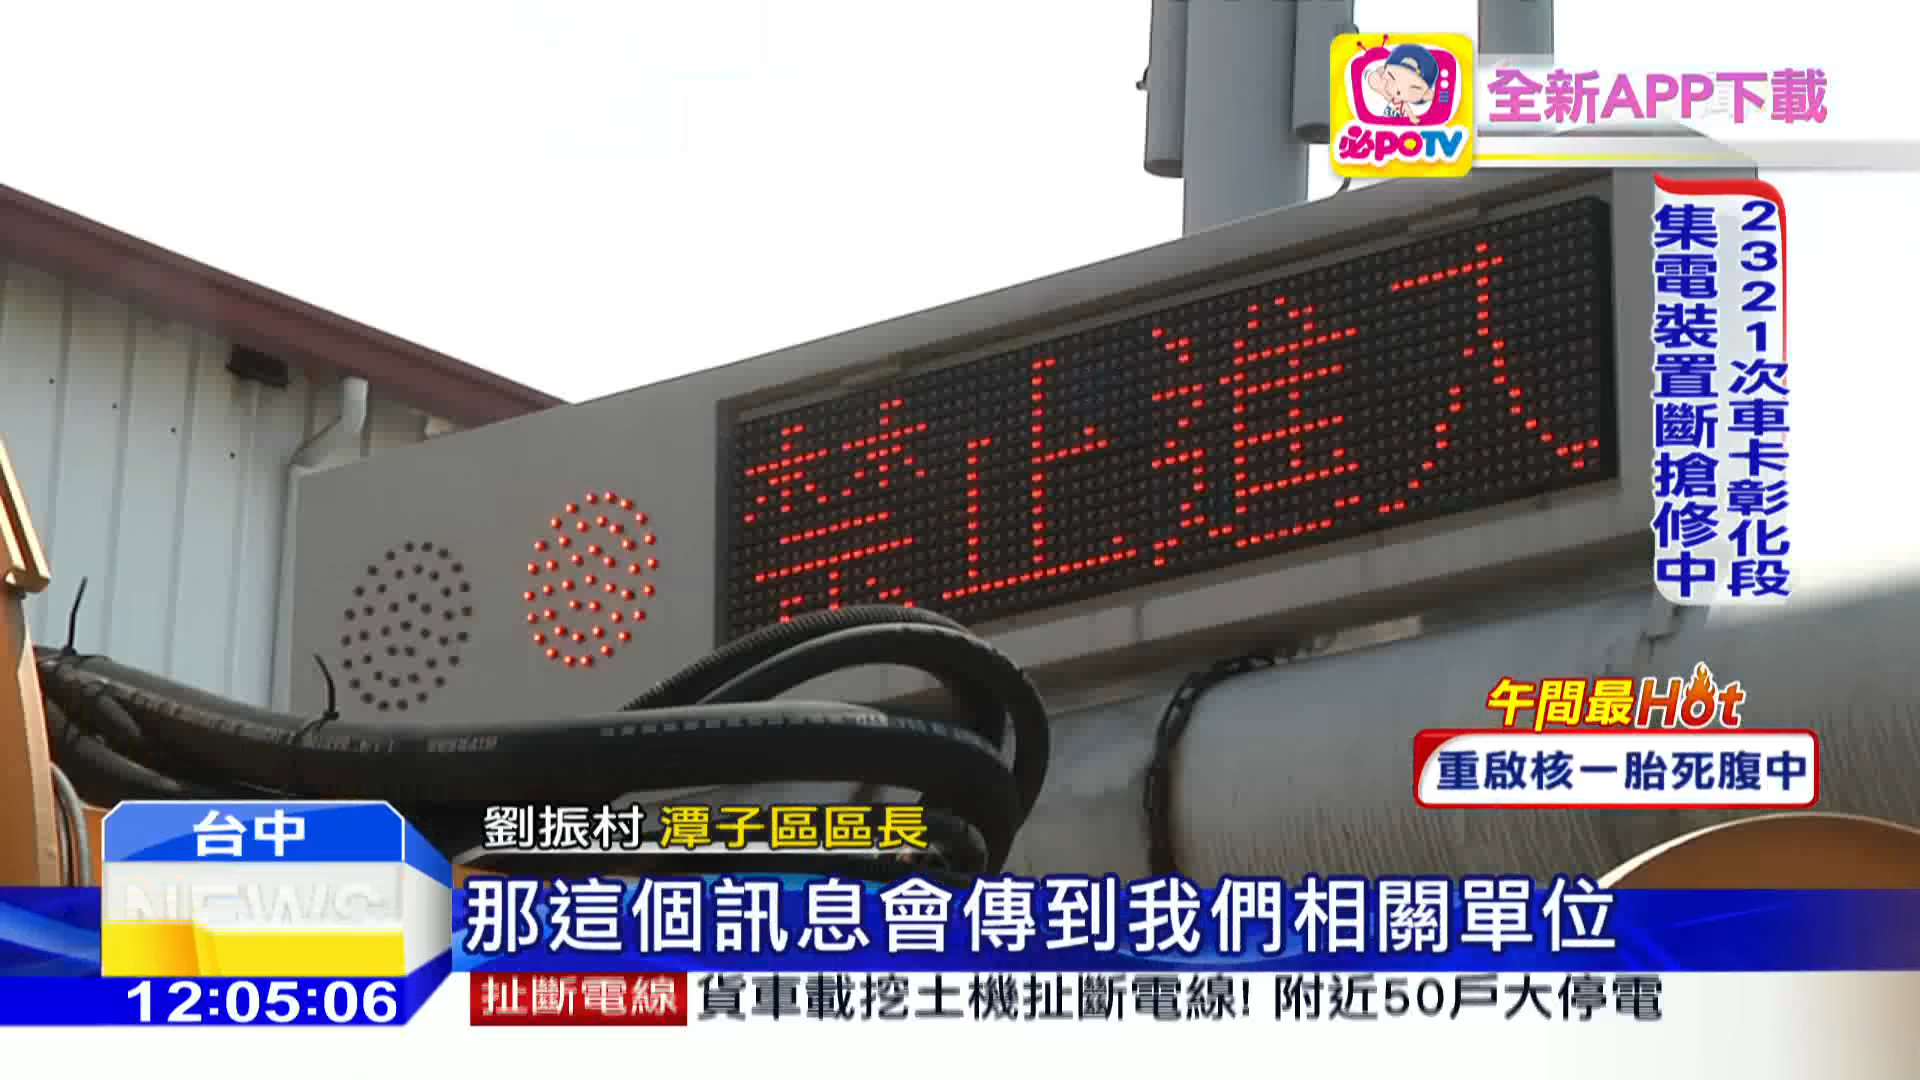 必POTV
全新APP下載
2321次車卡彰化段
集電裝置斷搶修中
禁止進入
午間最Hot
重啟核一胎死腹中
台中
NEWS
劉振村 潭子區區長
那這個訊息會傳到我們相關單位
12:05:06
扯斷電線 貨車載挖土機扯斷電線! 附近50戶大停電